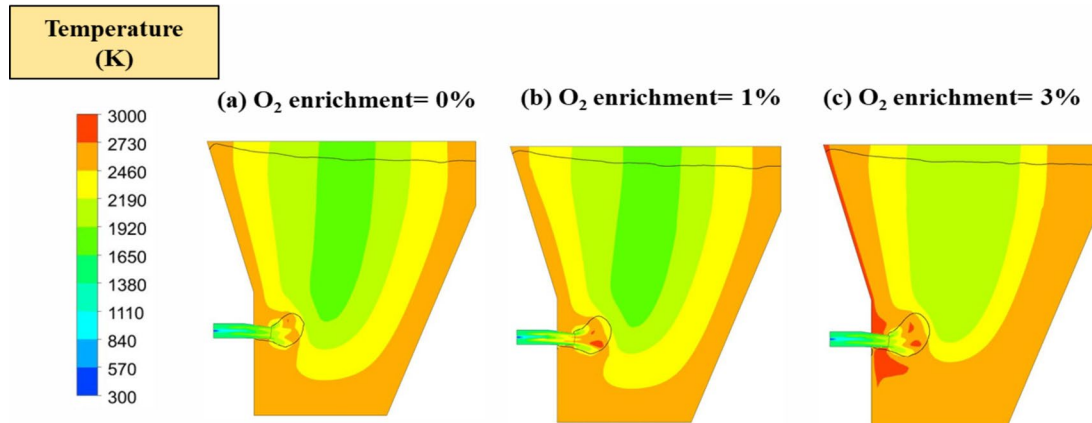 Temperature
(K)
(a) O₂ enrichment= 0%
(b) O₂ enrichment= 1%
(c) O₂ enrichment= 3%
3000
2730
2460
2190
1920
1650
1380
1110
840
570
300